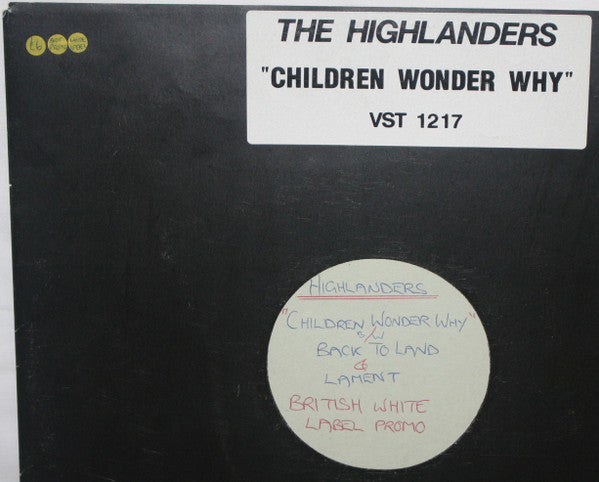 £6
THE HIGHLANDERS
"CHILDREN WONDER WHY"
VST 1217
HIGHLANDERS
"CHILDREN WONDER WHY"
B/W
BACK TO LAND
&
LAMENT
BRITISH WHITE
LABEL PROMO